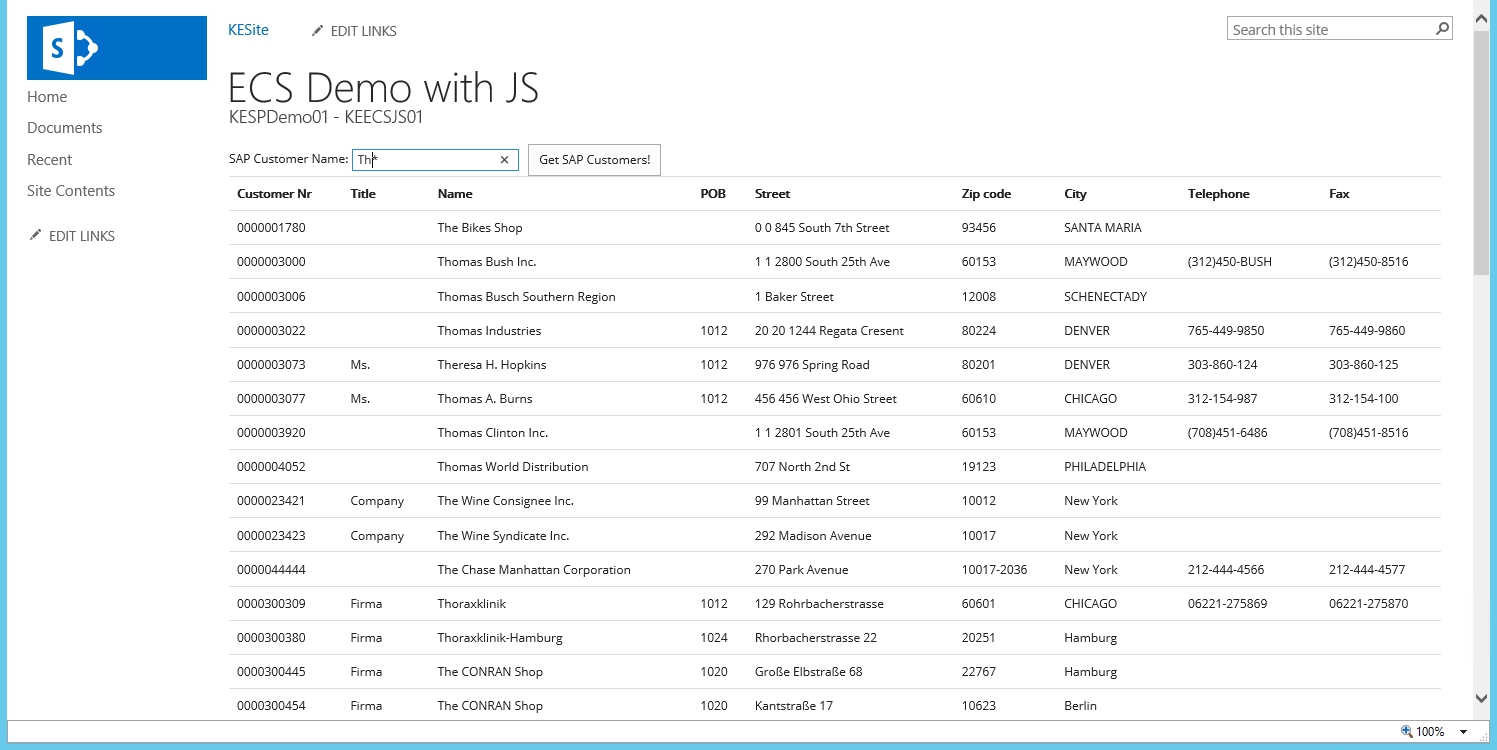 S
KESite EDIT LINKS Search this site
Home
Documents
Recent
Site Contents
EDIT LINKS
ECS Demo with JS
KESPDemo01 - KEECSJS01
SAP Customer Name: Th* × Get SAP Customers!
Customer Nr Title Name POB Street Zip code City Telephone Fax
0000001780 The Bikes Shop 0 0 845 South 7th Street 93456 SANTA MARIA
0000003000 Thomas Bush Inc. 1 1 2800 South 25th Ave 60153 MAYWOOD (312)450-BUSH (312)450-8516
0000003006 Thomas Busch Southern Region 1 Baker Street 12008 SCHENECTADY
0000003022 Thomas Industries 1012 20 20 1244 Regata Cresent 80224 DENVER 765-449-9850 765-449-9860
0000003073 Ms. Theresa H. Hopkins 1012 976 976 Spring Road 80201 DENVER 303-860-124 303-860-125
0000003077 Ms. Thomas A. Burns 1012 456 456 West Ohio Street 60610 CHICAGO 312-154-987 312-154-100
0000003920 Thomas Clinton Inc. 1 1 2801 South 25th Ave 60153 MAYWOOD (708)451-6486 (708)451-8516
0000004052 Thomas World Distribution 707 North 2nd St 19123 PHILADELPHIA
0000023421 Company The Wine Consignee Inc. 99 Manhattan Street 10012 New York
0000023423 Company The Wine Syndicate Inc. 292 Madison Avenue 10017 New York
0000044444 The Chase Manhattan Corporation 270 Park Avenue 10017-2036 New York 212-444-4566 212-444-4577
0000300309 Firma Thoraxklinik 1012 129 Rohrbacherstrasse 60601 CHICAGO 06221-275869 06221-275870
0000300380 Firma Thoraxklinik-Hamburg 1024 Rhorbacherstrasse 22 20251 Hamburg
0000300445 Firma The CONRAN Shop 1020 Große Elbstraße 68 22767 Hamburg
0000300454 Firma The CONRAN Shop 1020 Kantstraße 17 10623 Berlin
100%